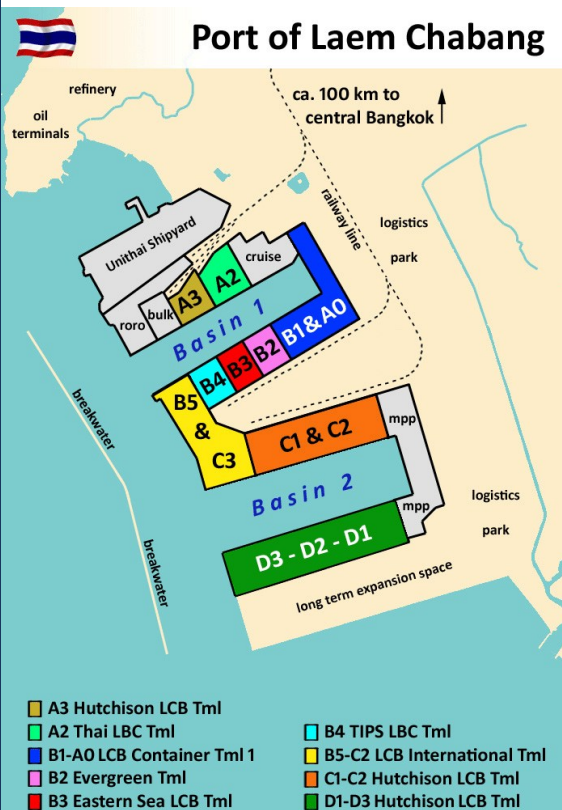 Port of Laem Chabang
refinery
oil
terminals
ca. 100 km to
central Bangkok
railway line
logistics
park
Unithai Shipyard
cruise
roro
bulk
A3
A2
Basin 1
B1& A0
B2
B3
B4
B5
&
C3
C1 & C2
mpp
breakwater
Basin 2
mpp
logistics
park
D3 - D2 - D1
breakwater
long term expansion space
A3 Hutchison LCB Tml
A2 Thai LBC Tml
B1-A0 LCB Container Tml 1
B2 Evergreen Tml
B3 Eastern Sea LCB Tml
B4 TIPS LBC Tml
B5-C2 LCB International Tml
C1-C2 Hutchison LCB Tml
D1-D3 Hutchison LCB Tml